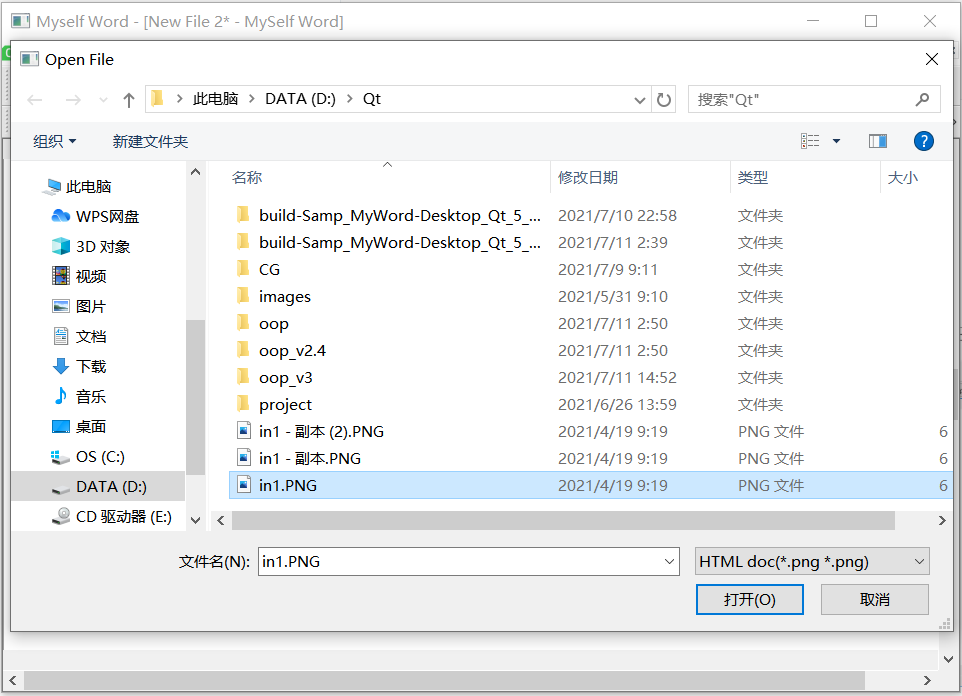 Myself Word - [New File 2* - MySelf Word]
Open File
此电脑 > DATA (D:) > Qt
搜索"Qt"
组织
新建文件夹
名称 修改日期 类型 大小
此电脑
WPS网盘
3D 对象
视频
图片
文档
下载
音乐
桌面
OS (C:)
DATA (D:)
CD 驱动器 (E:)
build-Samp_MyWord-Desktop_Qt_5_... 2021/7/10 22:58 文件夹
build-Samp_MyWord-Desktop_Qt_5_... 2021/7/11 2:39 文件夹
CG 2021/7/9 9:11 文件夹
images 2021/5/31 9:10 文件夹
oop 2021/7/11 2:50 文件夹
oop_v2.4 2021/7/11 2:50 文件夹
oop_v3 2021/7/11 14:52 文件夹
project 2021/6/26 13:59 文件夹
in1 - 副本 (2).PNG 2021/4/19 9:19 PNG 文件 6
in1 - 副本.PNG 2021/4/19 9:19 PNG 文件 6
in1.PNG 2021/4/19 9:19 PNG 文件 6
文件名(N): in1.PNG
HTML doc(*.png *.png)
打开(O)
取消